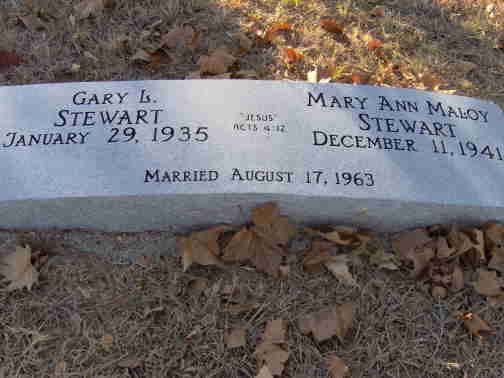 GARY L.
STEWART
JANUARY 29, 1935
"JESUS"
ACTS 4:12
MARY ANN MALOY
STEWART
DECEMBER 11, 1941
MARRIED AUGUST 17, 1963